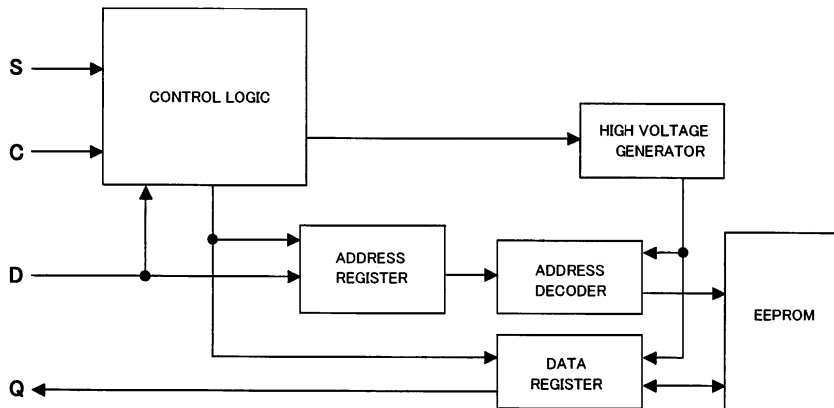 S
CONTROL LOGIC
C
HIGH VOLTAGE
GENERATOR
D
ADDRESS
REGISTER
ADDRESS
DECODER
EEPROM
DATA
REGISTER
Q